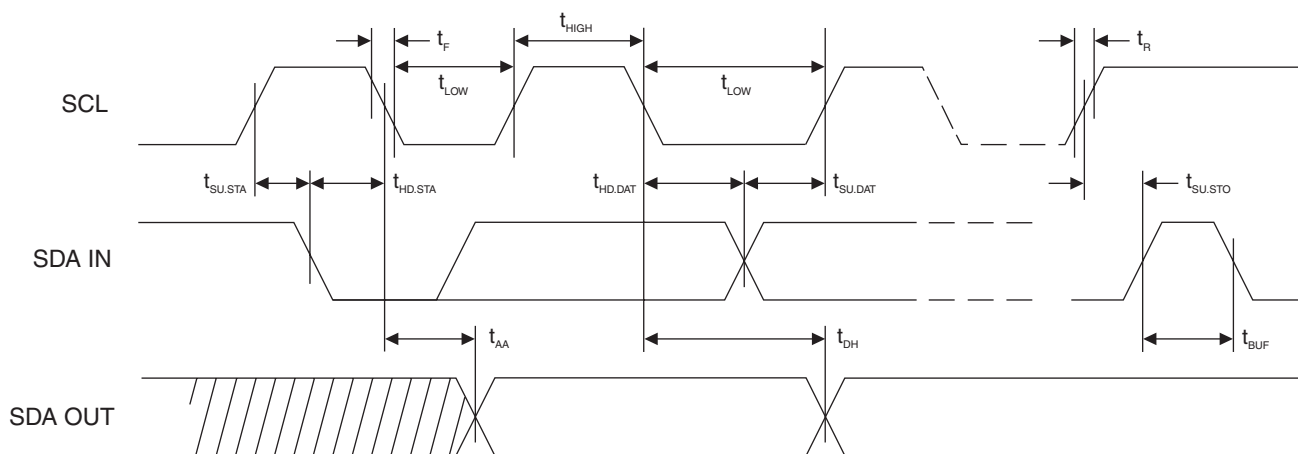 tHIGH
tF
tR
tLOW
tLOW
SCL
tSU.STA
tHD.STA
tHD.DAT
tSU.DAT
tSU.STO
SDA IN
tAA
tDH
tBUF
SDA OUT